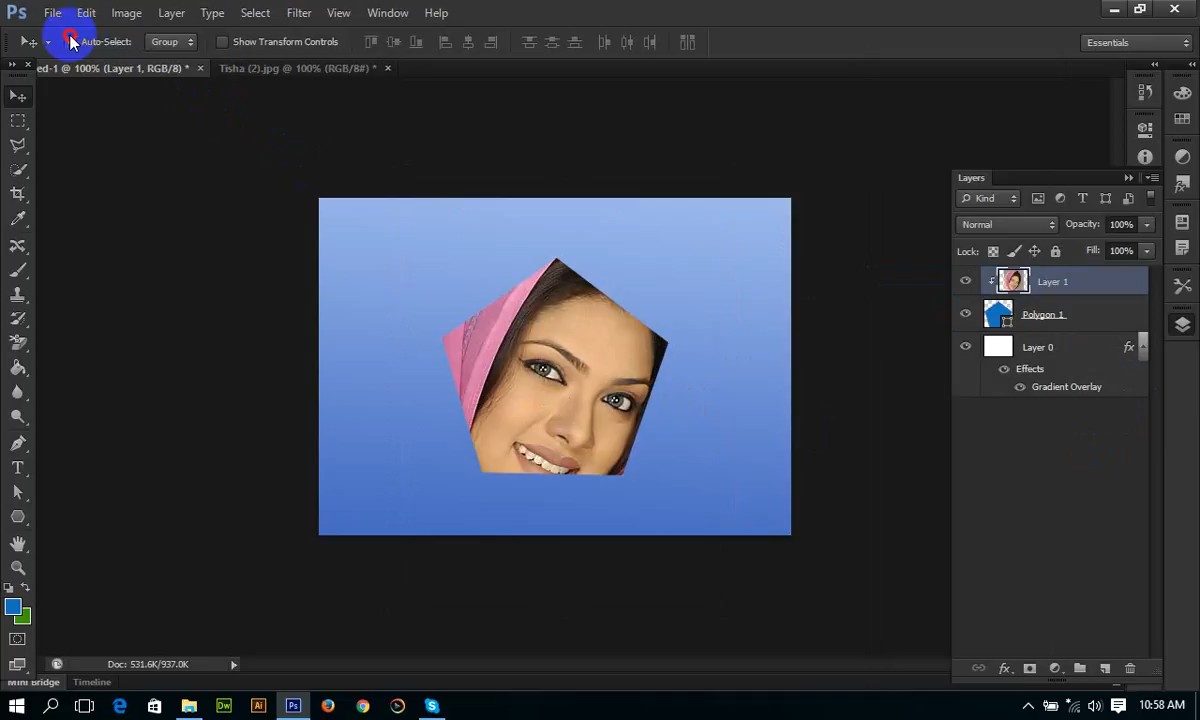 Ps File Edit Image Layer Type Select Filter View Window Help
Auto-Select: Group Show Transform Controls Essentials
ed-1 @ 100% (Layer 1, RGB/8) * × Tisha (2).jpg @ 100% (RGB/8#) * ×
Layers
Kind
Normal Opacity: 100%
Lock: Fill: 100%
Layer 1
Polygon 1
Layer 0 fx
Effects
Gradient Overlay
Doc: 531.6K/937.0K
Mini Bridge Timeline
Dw Ai Ps 10:58 AM